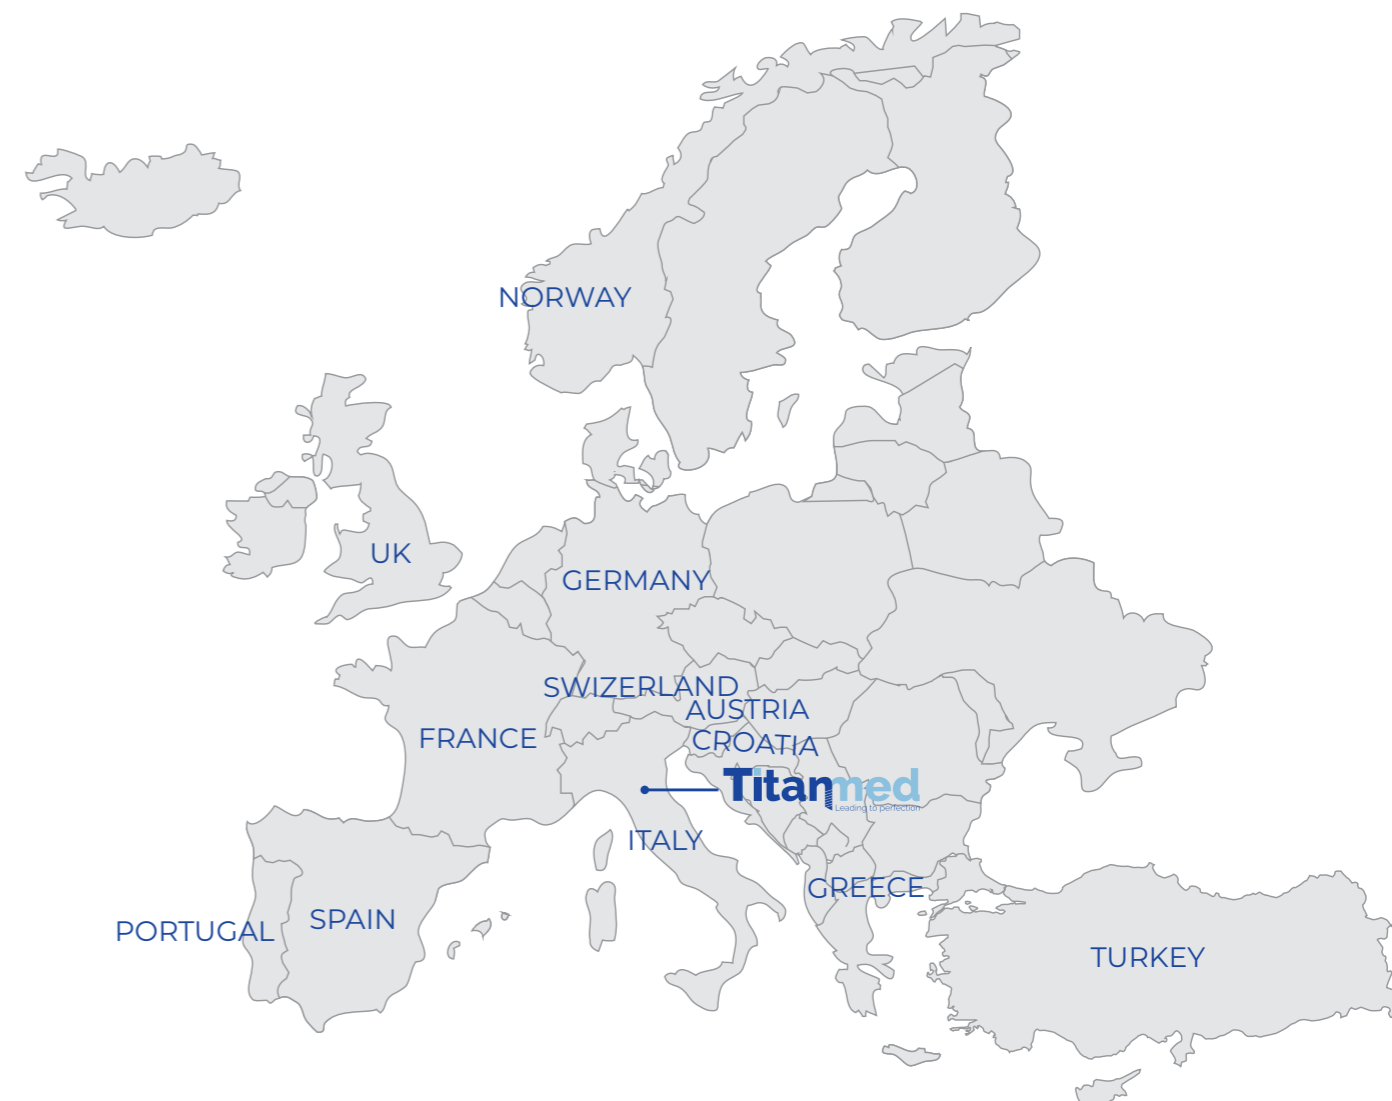 NORWAY
UK
GERMANY
SWIZERLAND
AUSTRIA
FRANCE
CROATIA
Titanmed
Leading to perfection
ITALY
GREECE
SPAIN
PORTUGAL
TURKEY